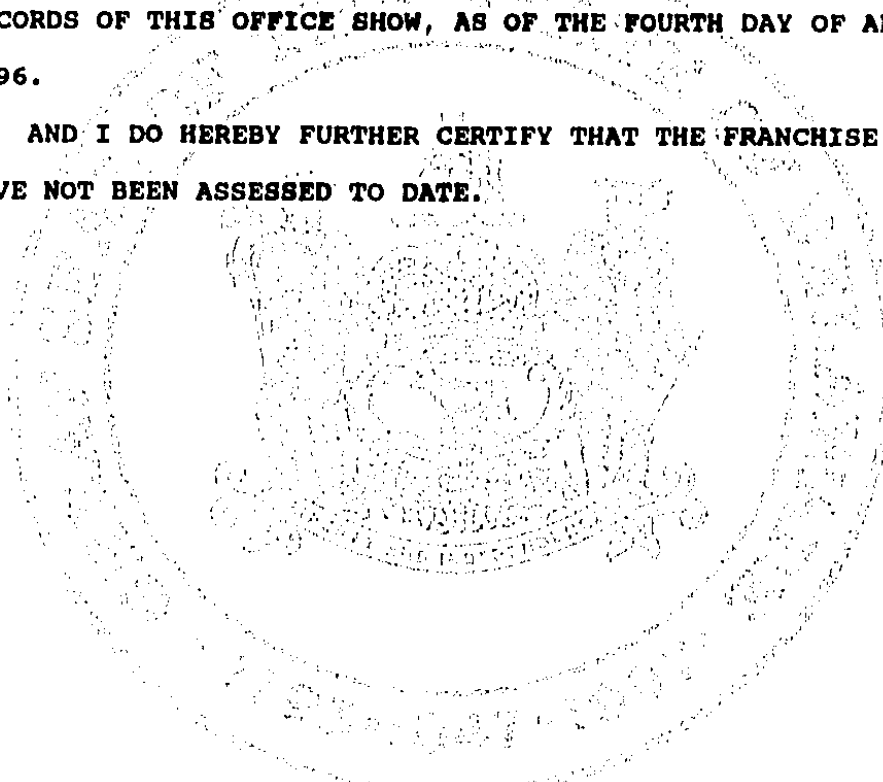 CORDS OF THIS OFFICE SHOW, AS OF THE FOURTH DAY OF
96.
AND I DO HEREBY FURTHER CERTIFY THAT THE FRANCHISE
VE NOT BEEN ASSESSED TO DATE.